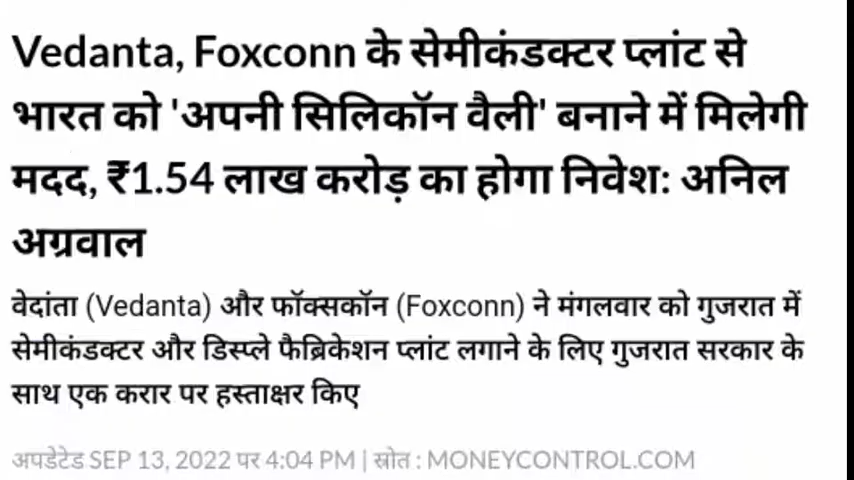 Vedanta, Foxconn के सेमीकंडक्टर प्लांट से
भारत को 'अपनी सिलिकॉन वैली' बनाने में मिलेगी
मदद, ₹1.54 लाख करोड़ का होगा निवेश: अनिल
अग्रवाल
वेदांता (Vedanta) और फॉक्सकॉन (Foxconn) ने मंगलवार को गुजरात में
सेमीकंडक्टर और डिस्प्ले फैब्रिकेशन प्लांट लगाने के लिए गुजरात सरकार के
साथ एक करार पर हस्ताक्षर किए
अपडेटेड SEP 13, 2022 पर 4:04 PM | स्रोत : MONEYCONTROL.COM